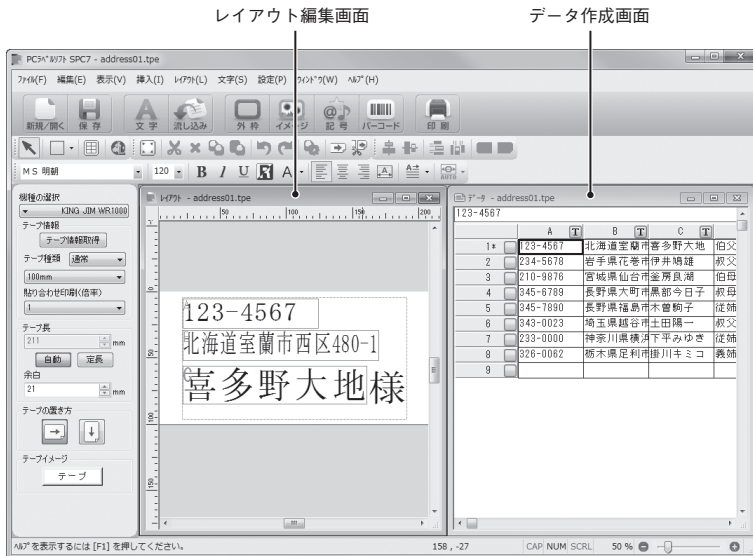 レイアウト編集画面
データ作成画面
PCﾗﾍﾞﾙｿﾌﾄ SPC7 - address01.tpe
ﾌｧｲﾙ(F) 編集(E) 表示(V) 挿入(I) ﾚｲｱｳﾄ(L) 文字(S) 設定(P) ｳｨﾝﾄﾞｳ(W) ﾍﾙﾌﾟ(H)
新規/開く 保存 文字 流し込み 外枠 イメージ 記号 バーコード 印刷
ＭＳ 明朝 120 B I U A A AUTO
機種の選択
KING JIM WR1000
テープ情報
テープ情報取得
テープ種類 通常
100mm
貼り合わせ印刷(倍率)
1
テープ長
211 mm
自動 定長
余白
21 mm
テープの置き方
テープイメージ
テープ
ﾚｲｱｳﾄ - address01.tpe
50 100 150 200
0
50
100
150
123-4567
北海道室蘭市西区480-1
喜多野大地様
ﾃﾞｰﾀ - address01.tpe
123-4567
A T B T C T
1* 123-4567 北海道室蘭市 喜多野大地 伯父
2 234-5678 岩手県花巻市 伊井鳩雄 叔父
3 210-9876 宮城県仙台市 釜房良湖 伯母
4 345-6789 長野県大町市 黒部今日子 叔母
5 345-7890 長野県福島市 木曽駒子 従姉
6 343-0023 埼玉県越谷市 土田陽一 叔父
7 233-0000 神奈川県横浜 下平みゆき 従姉
8 326-0062 栃木県足利市 掛川キミコ 義姉
9
ﾍﾙﾌﾟを表示するには [F1] を押してください。
158 , -27 CAP NUM SCRL 50 %